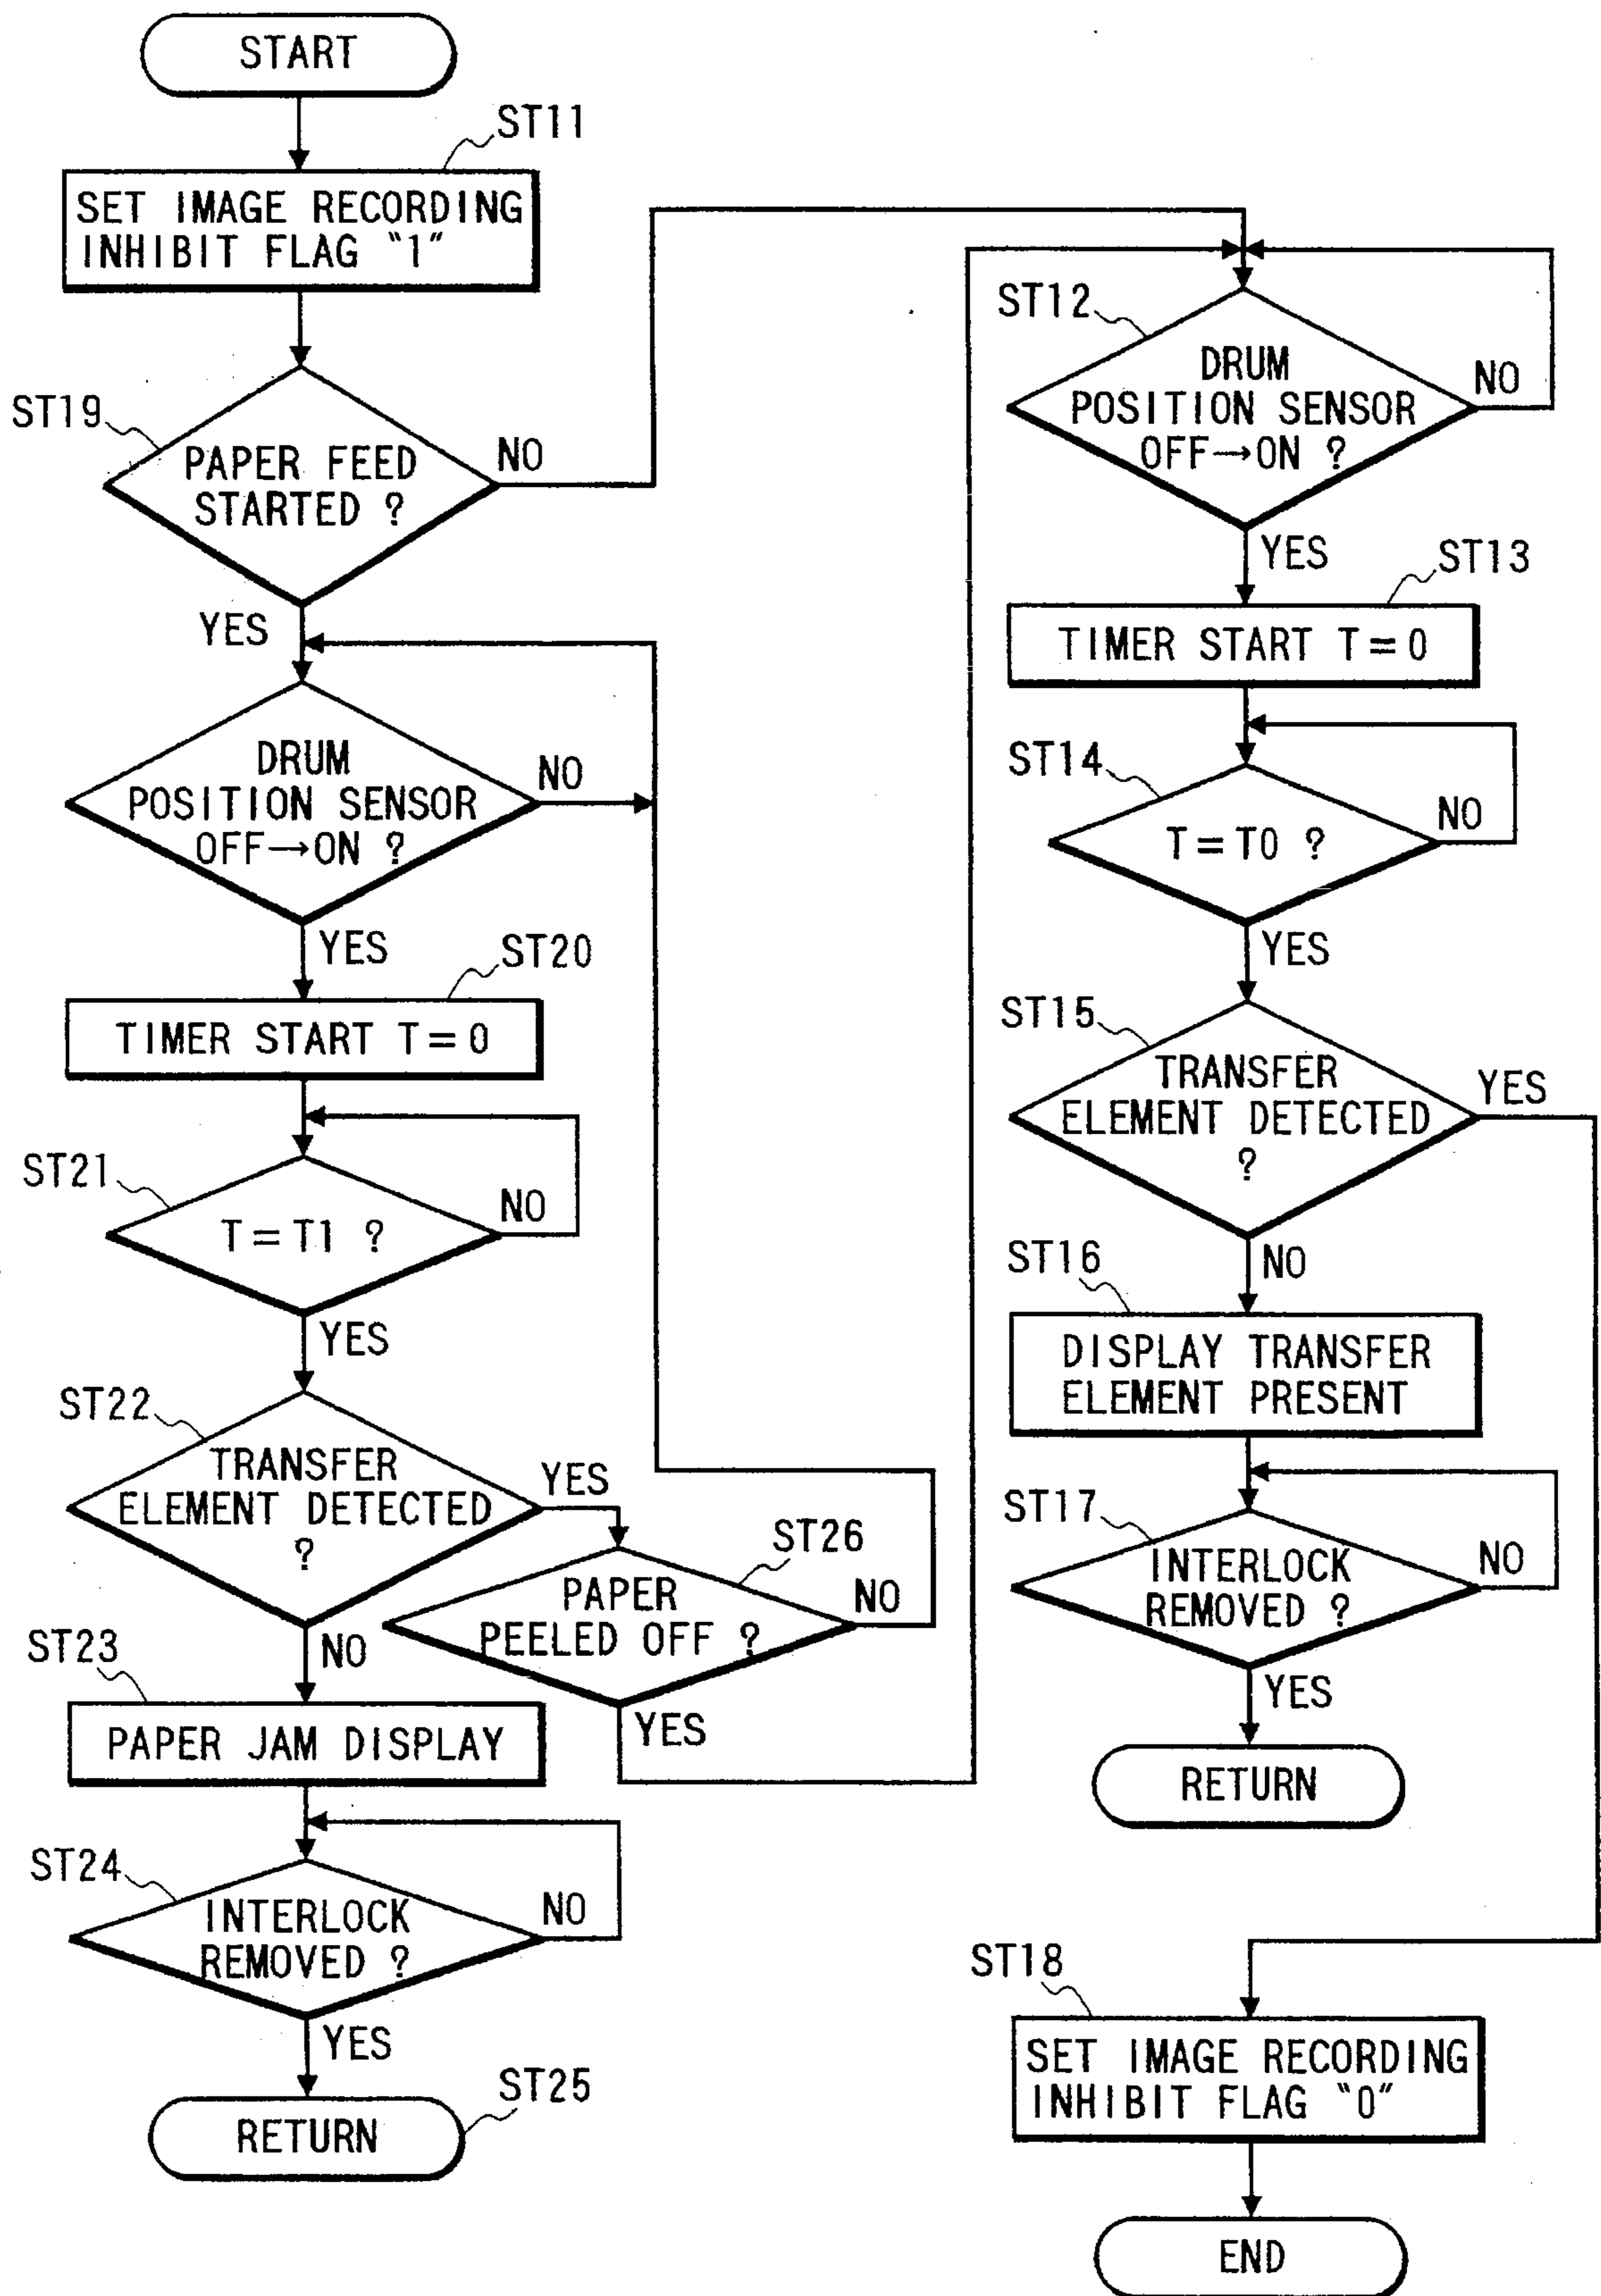 START
ST11
SET IMAGE RECORDING
INHIBIT FLAG "1"
ST19
PAPER FEED
STARTED ?
NO
YES
DRUM
POSITION SENSOR
OFF→ON ?
NO
YES
ST20
TIMER START T=0
ST21
T=T1 ?
NO
YES
ST22
TRANSFER
ELEMENT DETECTED
?
YES
NO
ST26
PAPER
PEELED OFF ?
NO
YES
ST23
PAPER JAM DISPLAY
ST24
INTERLOCK
REMOVED ?
NO
YES
ST25
RETURN
ST12
DRUM
POSITION SENSOR
OFF→ON ?
NO
YES
ST13
TIMER START T=0
ST14
T=T0 ?
NO
YES
ST15
TRANSFER
ELEMENT DETECTED
?
YES
NO
ST16
DISPLAY TRANSFER
ELEMENT PRESENT
ST17
INTERLOCK
REMOVED ?
NO
YES
RETURN
ST18
SET IMAGE RECORDING
INHIBIT FLAG "0"
END